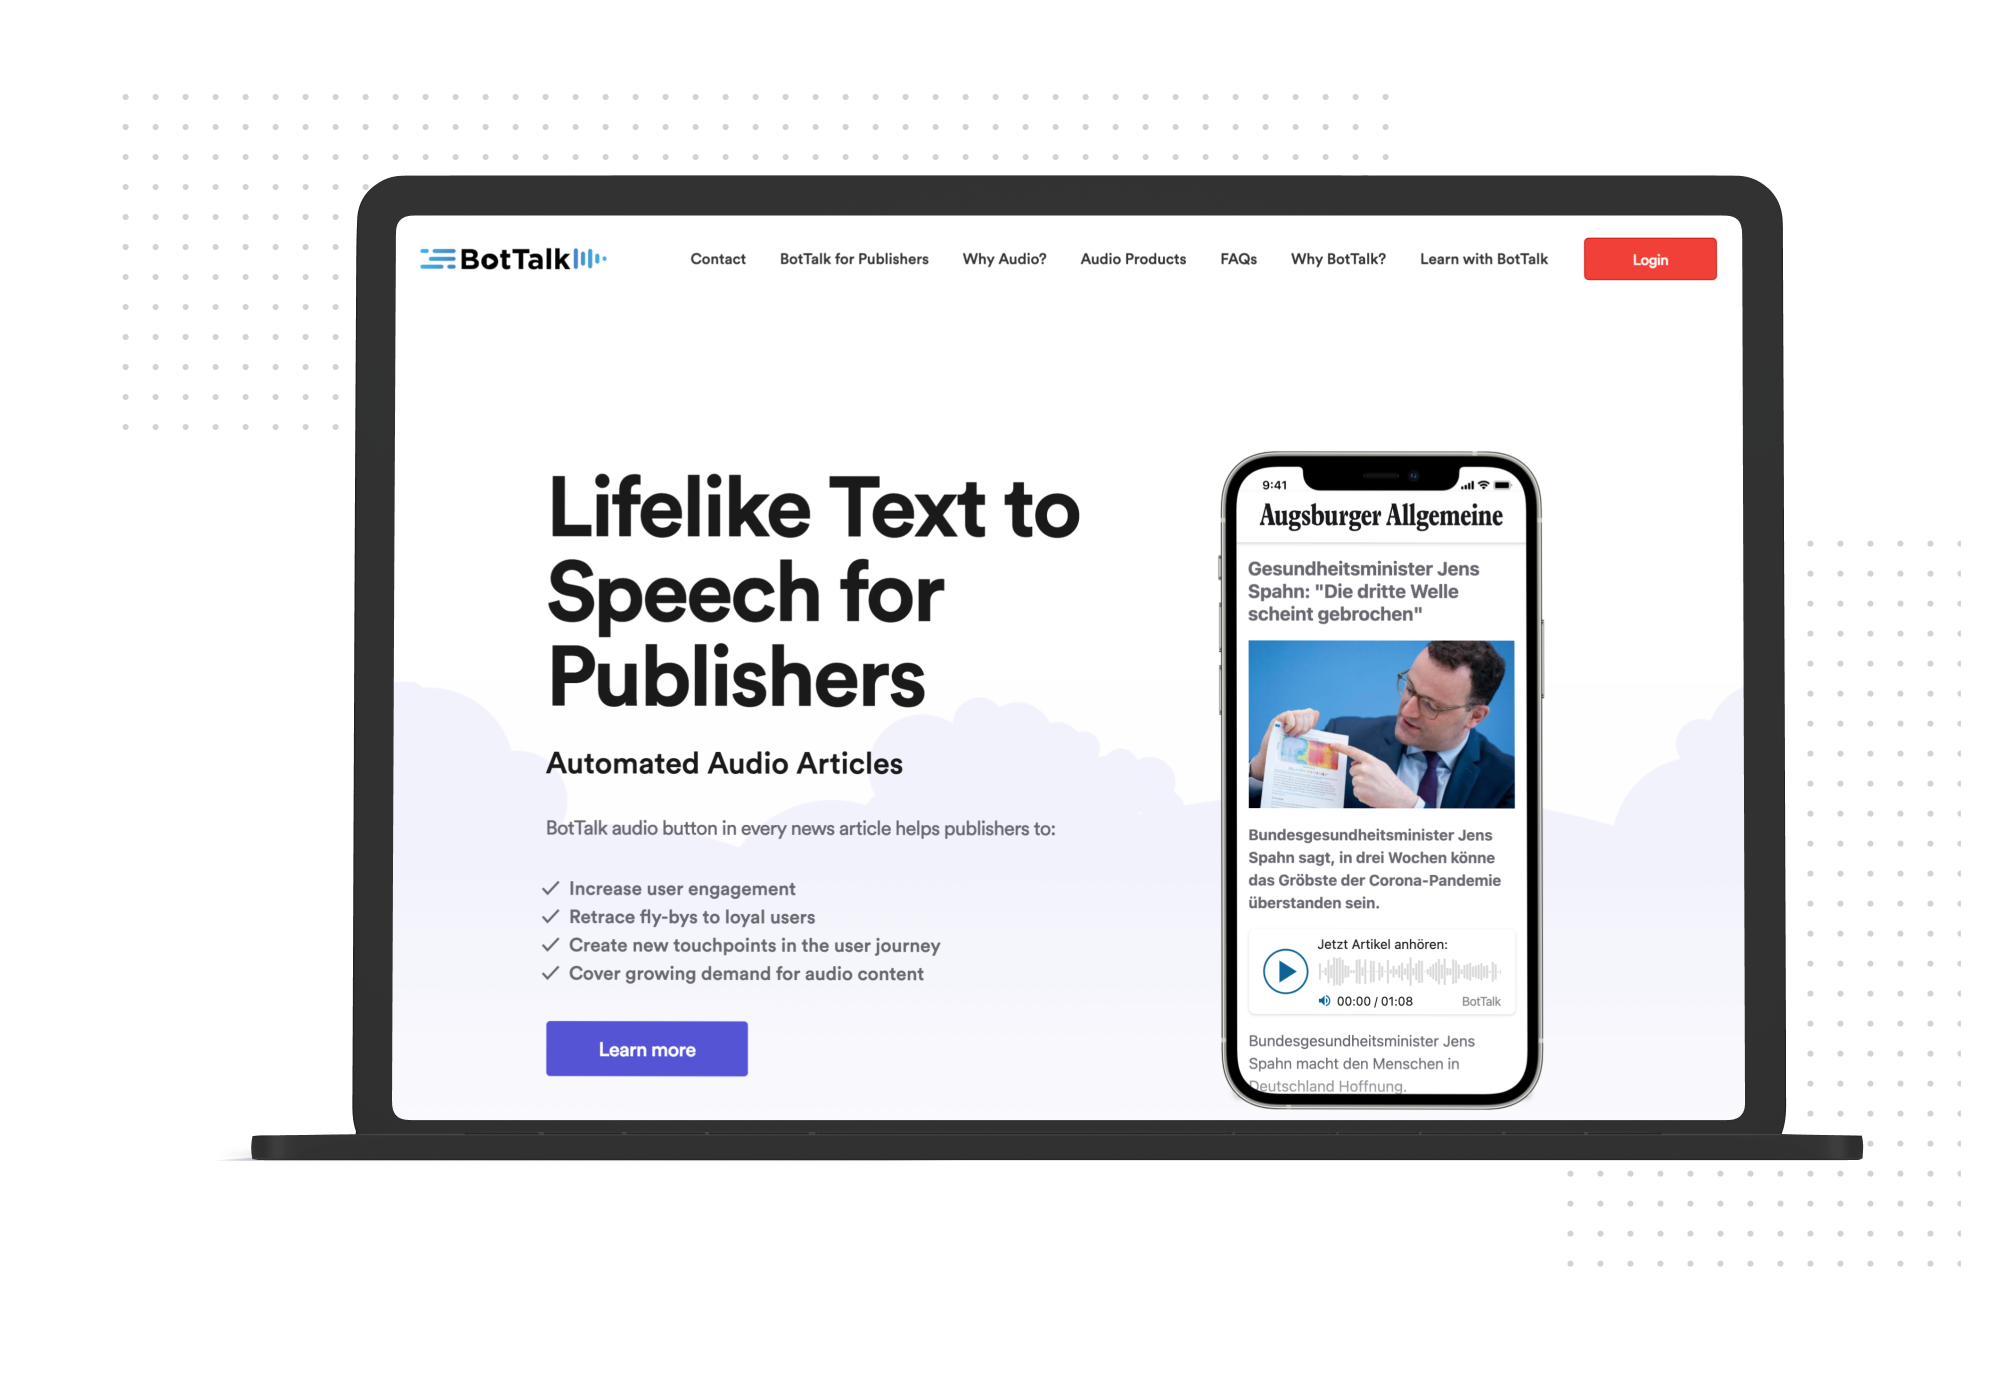 BotTalk
Contact
BotTalk for Publishers
Why Audio?
Audio Products
FAQs
Why BotTalk?
Learn with BotTalk
Login
Lifelike Text to
Speech for
Publishers
Automated Audio Articles
BotTalk audio button in every news article helps publishers to:
Increase user engagement
Retrace fly-bys to loyal users
Create new touchpoints in the user journey
Cover growing demand for audio content
Learn more
9:41
Augsburger Allgemeine
Gesundheitsminister Jens
Spahn: "Die dritte Welle
scheint gebrochen"
Bundesgesundheitsminister Jens
Spahn sagt, in drei Wochen könne
das Gröbste der Corona-Pandemie
überstanden sein.
Jetzt Artikel anhören:
00:00 / 01:08
BotTalk
Bundesgesundheitsminister Jens
Spahn macht den Menschen in
Deutschland Hoffnung.